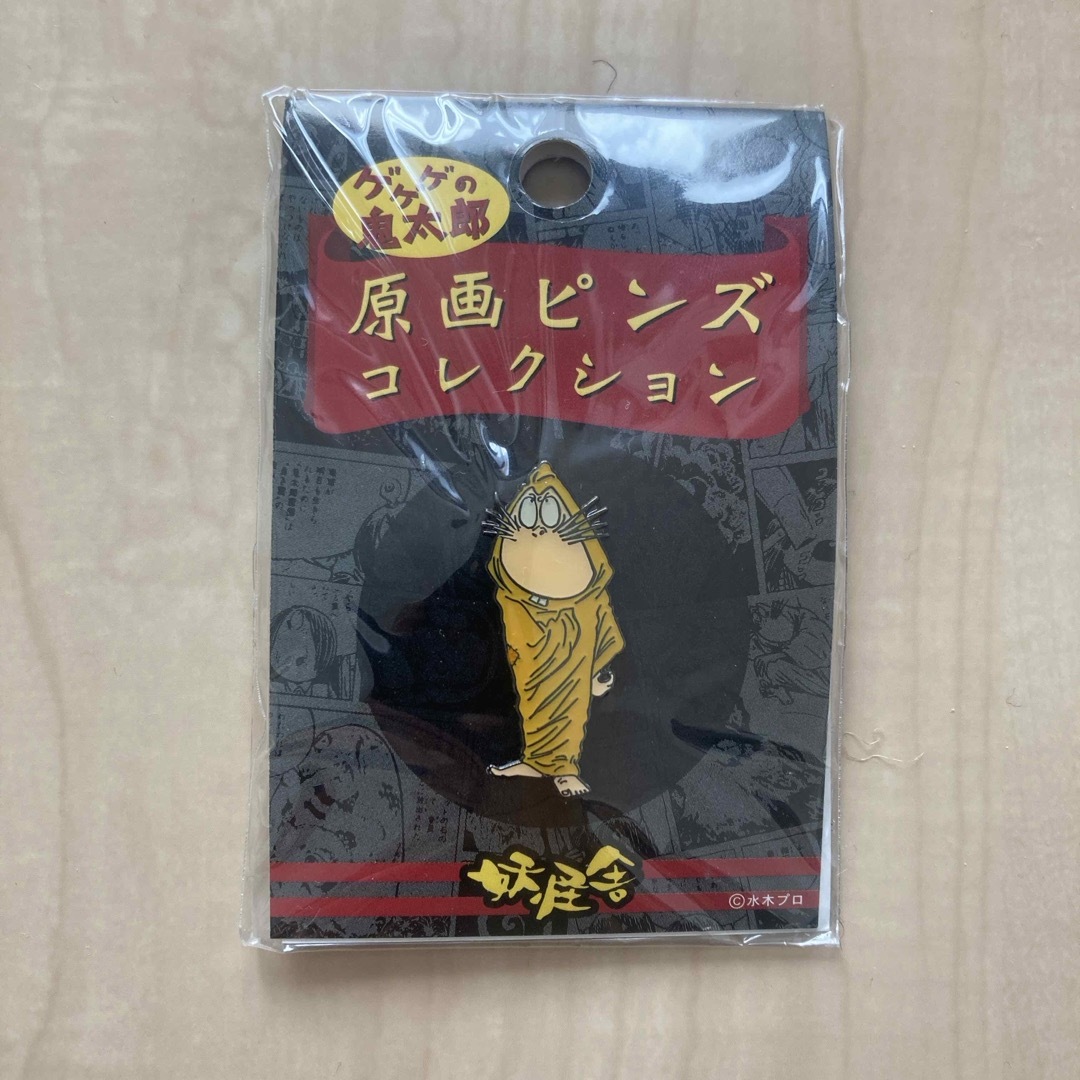 ゲゲゲの
鬼太郎
原画ピンズ
コレクション
妖怪舎
©水木プロ